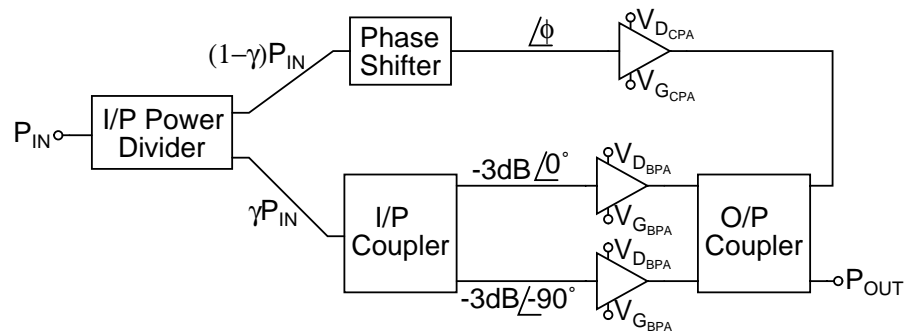 (1−γ)P_IN
Phase
Shifter
∠ϕ
V_D_CPA
V_G_CPA
P_IN
I/P Power
Divider
γP_IN
I/P
Coupler
-3dB∠0°
-3dB∠-90°
V_D_BPA
V_G_BPA
V_D_BPA
V_G_BPA
O/P
Coupler
P_OUT